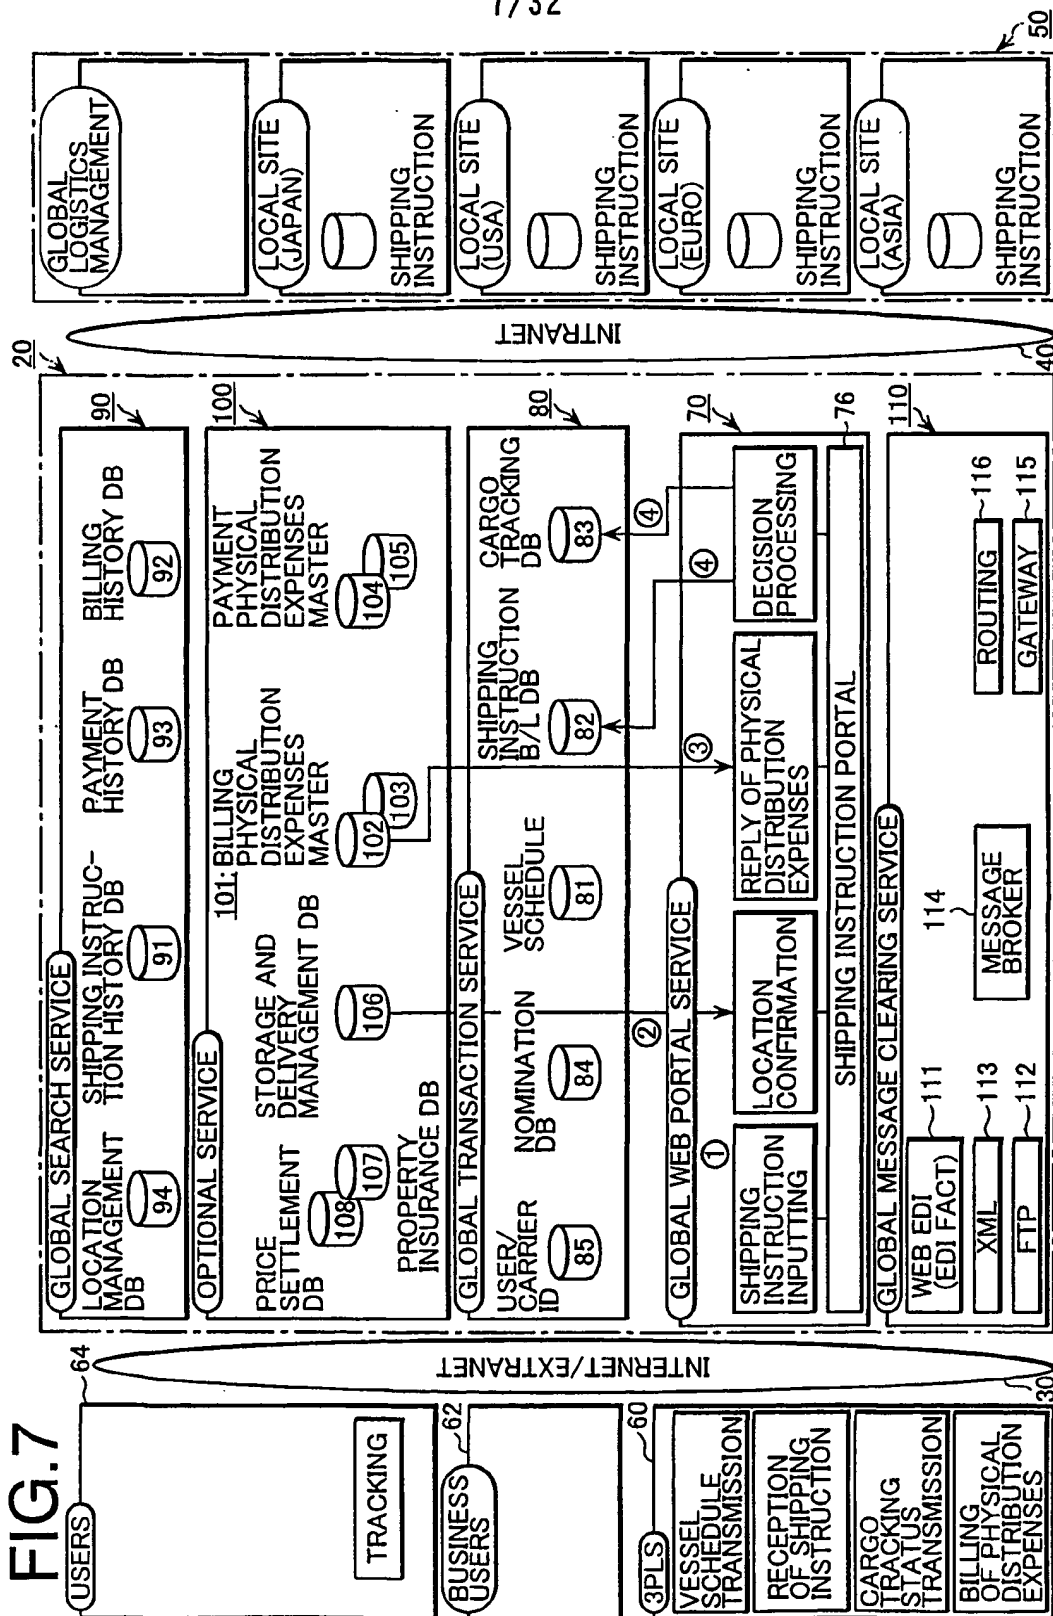 7/32
FIG.7
USERS
64
TRACKING
BUSINESS
USERS
62
3PLS
60
VESSEL
SCHEDULE
TRANSMISSION
RECEPTION
OF SHIPPING
INSTRUCTION
CARGO
TRACKING
STATUS
TRANSMISSION
BILLING
OF PHYSICAL
DISTRIBUTION
EXPENSES
INTERNET/EXTRANET
30
20
GLOBAL SEARCH SERVICE
90
LOCATION
MANAGEMENT
DB
94
SHIPPING INSTRUC-
TION HISTORY DB
91
PAYMENT
HISTORY DB
93
BILLING
HISTORY DB
92
OPTIONAL SERVICE
100
PRICE
SETTLEMENT
DB
108
107
PROPERTY
INSURANCE DB
STORAGE AND
DELIVERY
MANAGEMENT DB
106
101: BILLING
PHYSICAL
DISTRIBUTION
EXPENSES
MASTER
102
103
PAYMENT
PHYSICAL
DISTRIBUTION
EXPENSES
MASTER
104
105
GLOBAL TRANSACTION SERVICE
80
USER/
CARRIER
ID
85
NOMINATION
DB
84
VESSEL
SCHEDULE
81
SHIPPING
INSTRUCTION
B/L DB
82
CARGO
TRACKING
DB
83
GLOBAL WEB PORTAL SERVICE
70
①
②
③
④
④
SHIPPING
INSTRUCTION
INPUTTING
LOCATION
CONFIRMATION
REPLY OF PHYSICAL
DISTRIBUTION
EXPENSES
DECISION
PROCESSING
SHIPPING INSTRUCTION PORTAL
76
GLOBAL MESSAGE CLEARING SERVICE
110
WEB EDI
(EDI FACT)
111
XML
113
FTP
112
MESSAGE
BROKER
114
ROUTING
116
GATEWAY
115
INTRANET
40
50
GLOBAL
LOGISTICS
MANAGEMENT
LOCAL SITE
(JAPAN)
SHIPPING
INSTRUCTION
LOCAL SITE
(USA)
SHIPPING
INSTRUCTION
LOCAL SITE
(EURO)
SHIPPING
INSTRUCTION
LOCAL SITE
(ASIA)
SHIPPING
INSTRUCTION